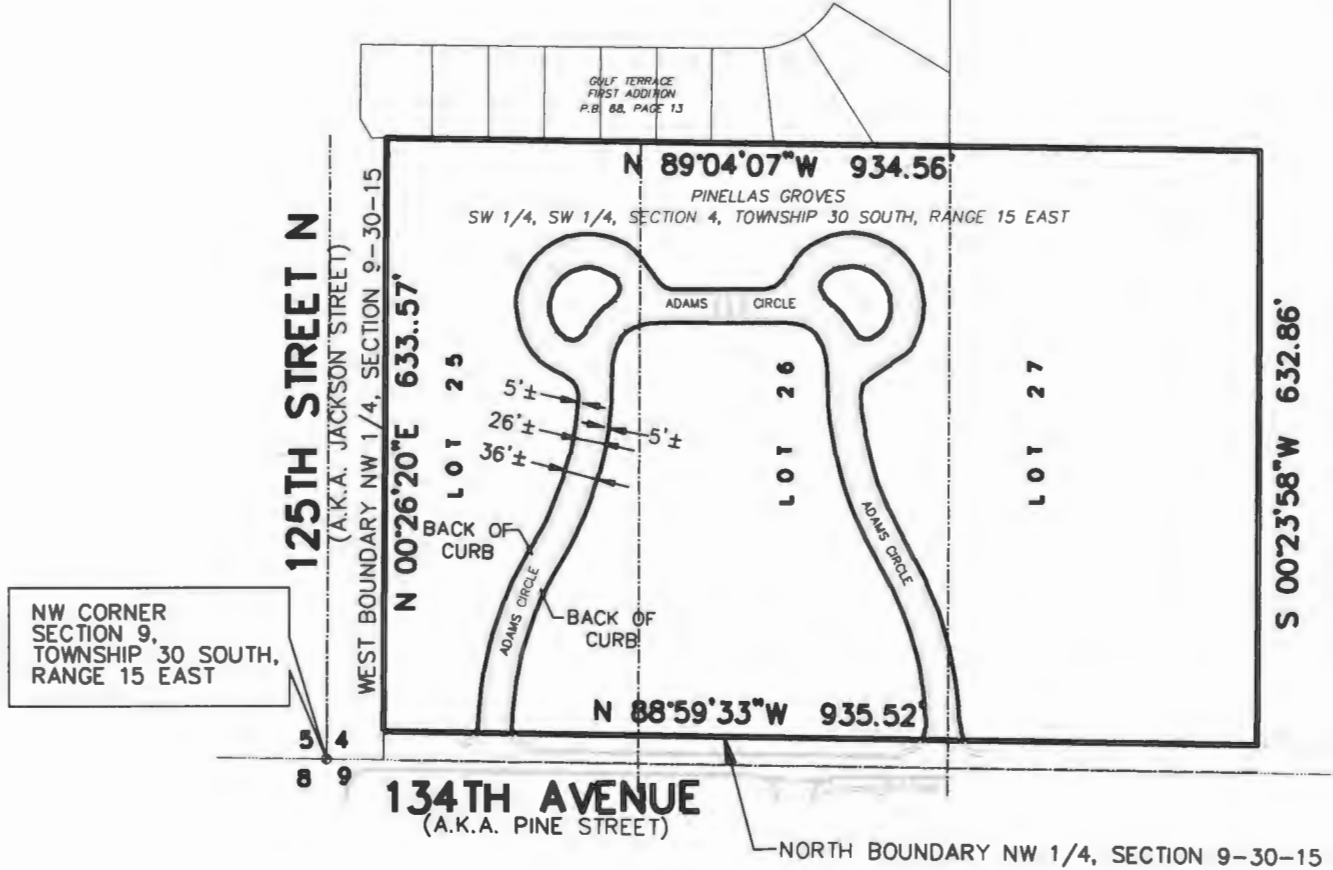 GULF TERRACE
FIRST ADDITION
P.B. 68, PAGE 13
N 89°04'07"W 934.56'
PINELLAS GROVES
SW 1/4, SW 1/4, SECTION 4, TOWNSHIP 30 SOUTH, RANGE 15 EAST
125TH STREET N
(A.K.A. JACKSON STREET)
WEST BOUNDARY NW 1/4, SECTION 9-30-15
N 00°26'20"E 633..57'
LOT 25
ADAMS CIRCLE
LOT 26
LOT 27
S 00°23'58"W 632.86'
5'±
26'±
5'±
36'±
BACK OF
CURB
ADAMS CIRCLE
BACK OF
CURB
ADAMS CIRCLE
NW CORNER
SECTION 9,
TOWNSHIP 30 SOUTH,
RANGE 15 EAST
N 88°59'33"W 935.52'
5 4
8 9
134TH AVENUE
(A.K.A. PINE STREET)
NORTH BOUNDARY NW 1/4, SECTION 9-30-15